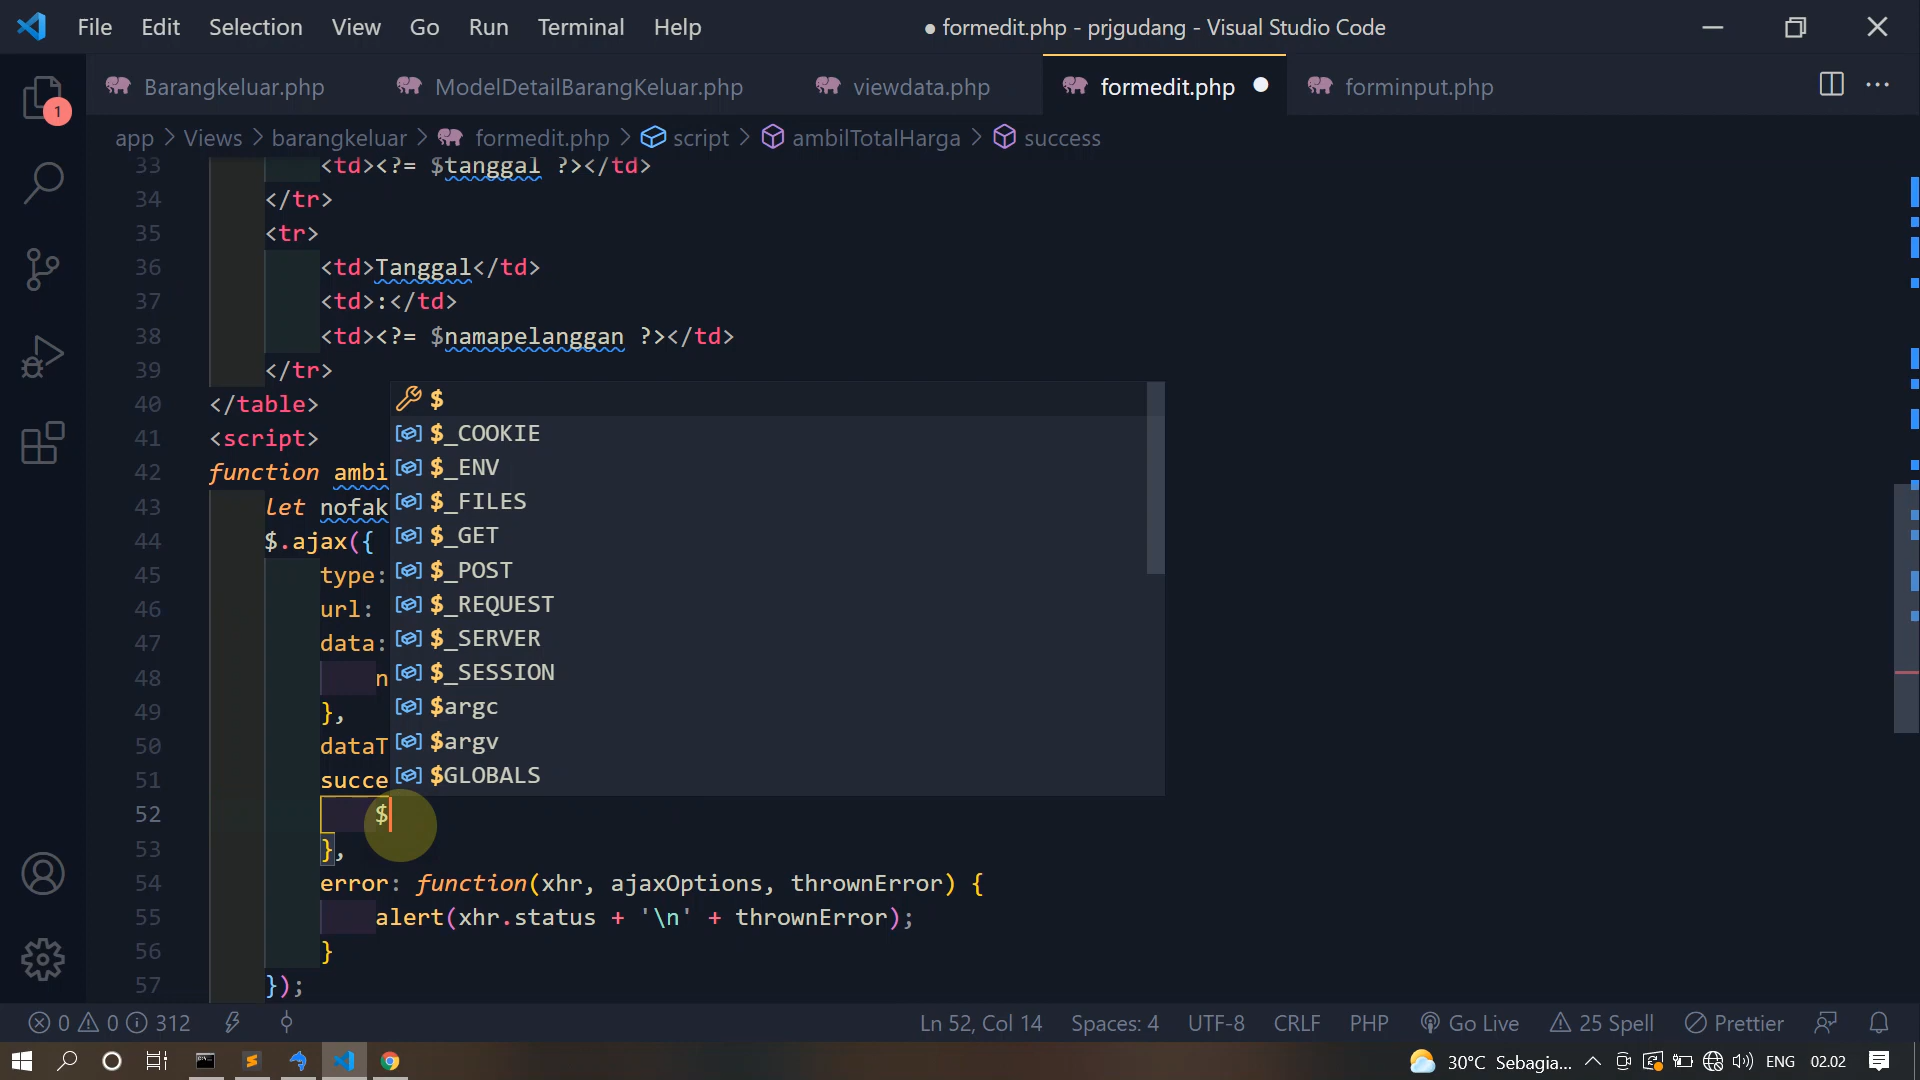 File Edit Selection View Go Run Terminal Help
● formedit.php - prjgudang - Visual Studio Code
Barangkeluar.php ModelDetailBarangKeluar.php viewdata.php formedit.php forminput.php
1
app > Views > barangkeluar > formedit.php > script > ambilTotalHarga > success
33 <td><?= $tanggal ?></td>
34 </tr>
35 <tr>
36 <td>Tanggal</td>
37 <td>:</td>
38 <td><?= $namapelanggan ?></td>
39 </tr>
40 </table>
41 <script>
42 function ambi
43 let nofak
44 $.ajax({
45 type:
46 url:
47 data:
48 n
49 },
50 dataT
51 succe
52 $
53 },
54 error: function(xhr, ajaxOptions, thrownError) {
55 alert(xhr.status + '\n' + thrownError);
56 }
57 });
$
$_COOKIE
$_ENV
$_FILES
$_GET
$_POST
$_REQUEST
$_SERVER
$_SESSION
$argc
$argv
$GLOBALS
0 0 312 Ln 52, Col 14 Spaces: 4 UTF-8 CRLF PHP Go Live 25 Spell Prettier
30°C Sebagia... ENG 02.02